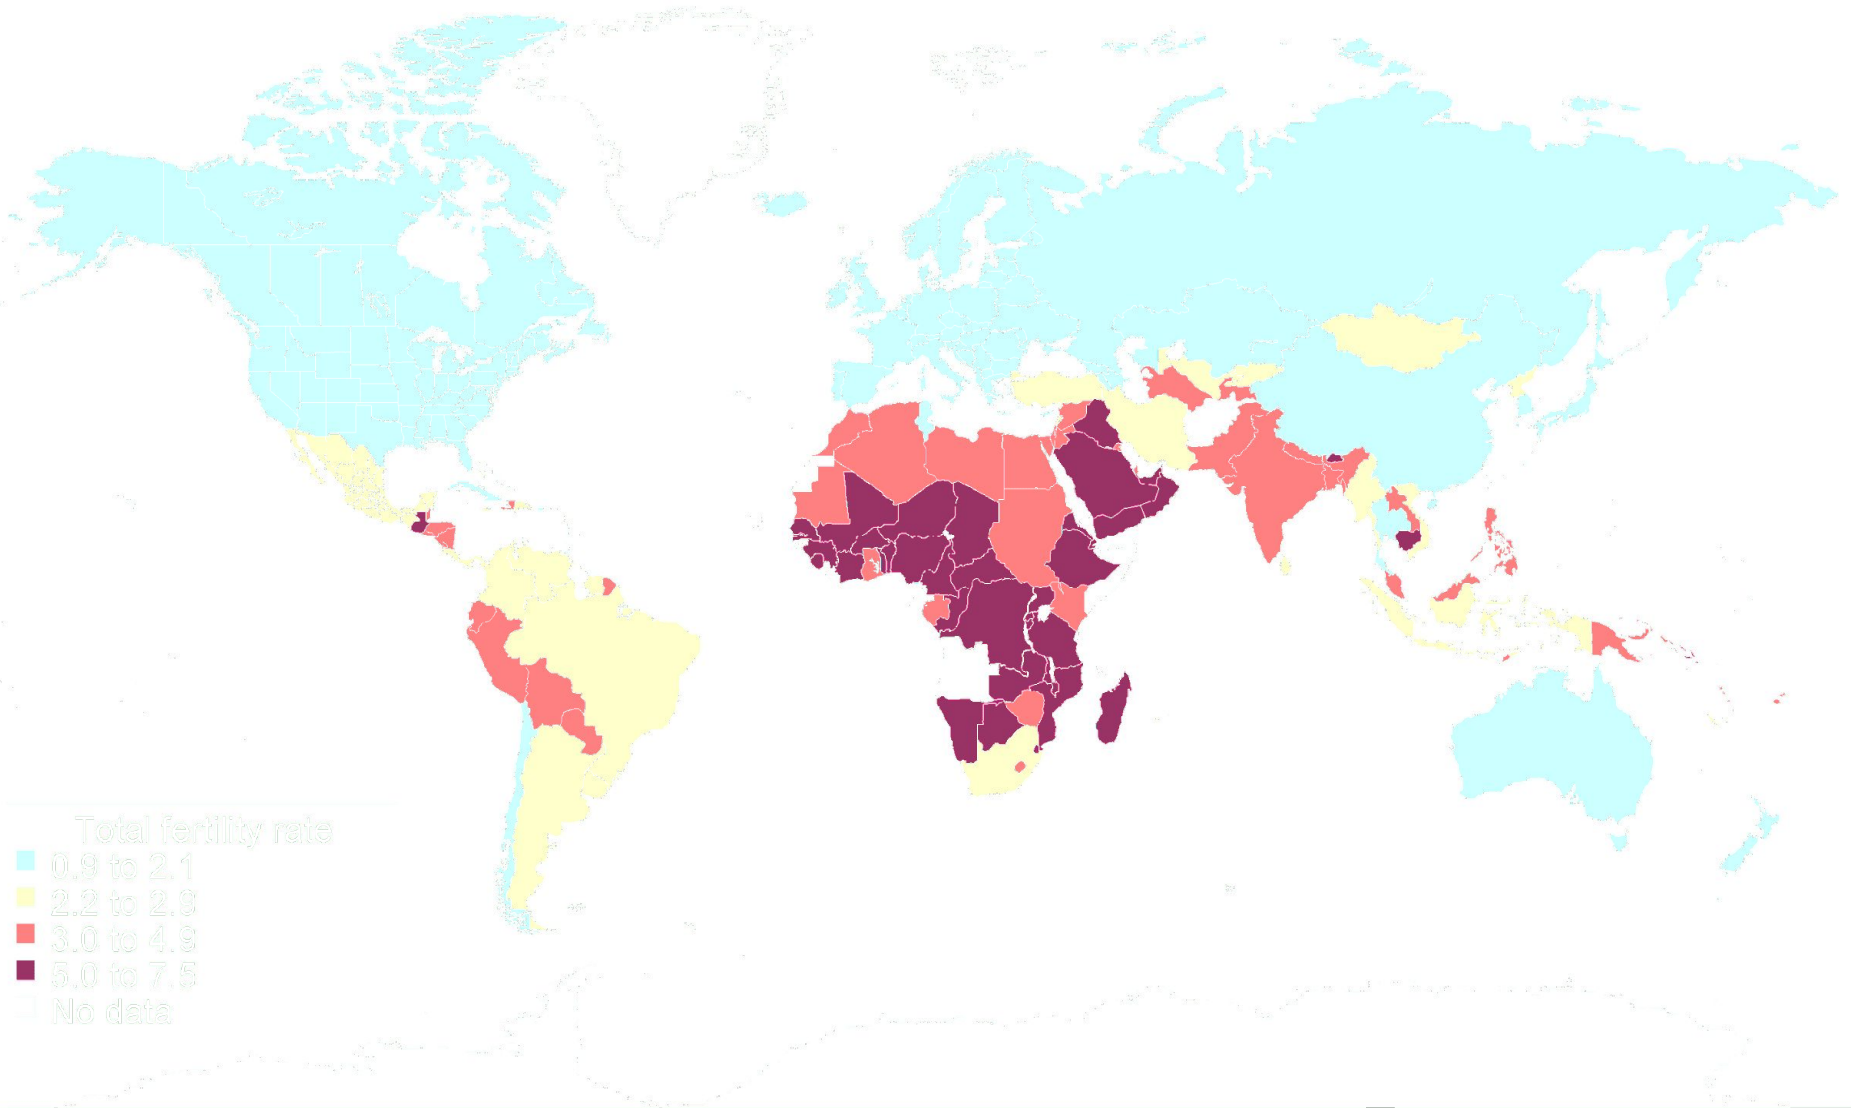 Total fertility rate
0.9 to 2.1
2.2 to 2.9
3.0 to 4.9
5.0 to 7.5
No data